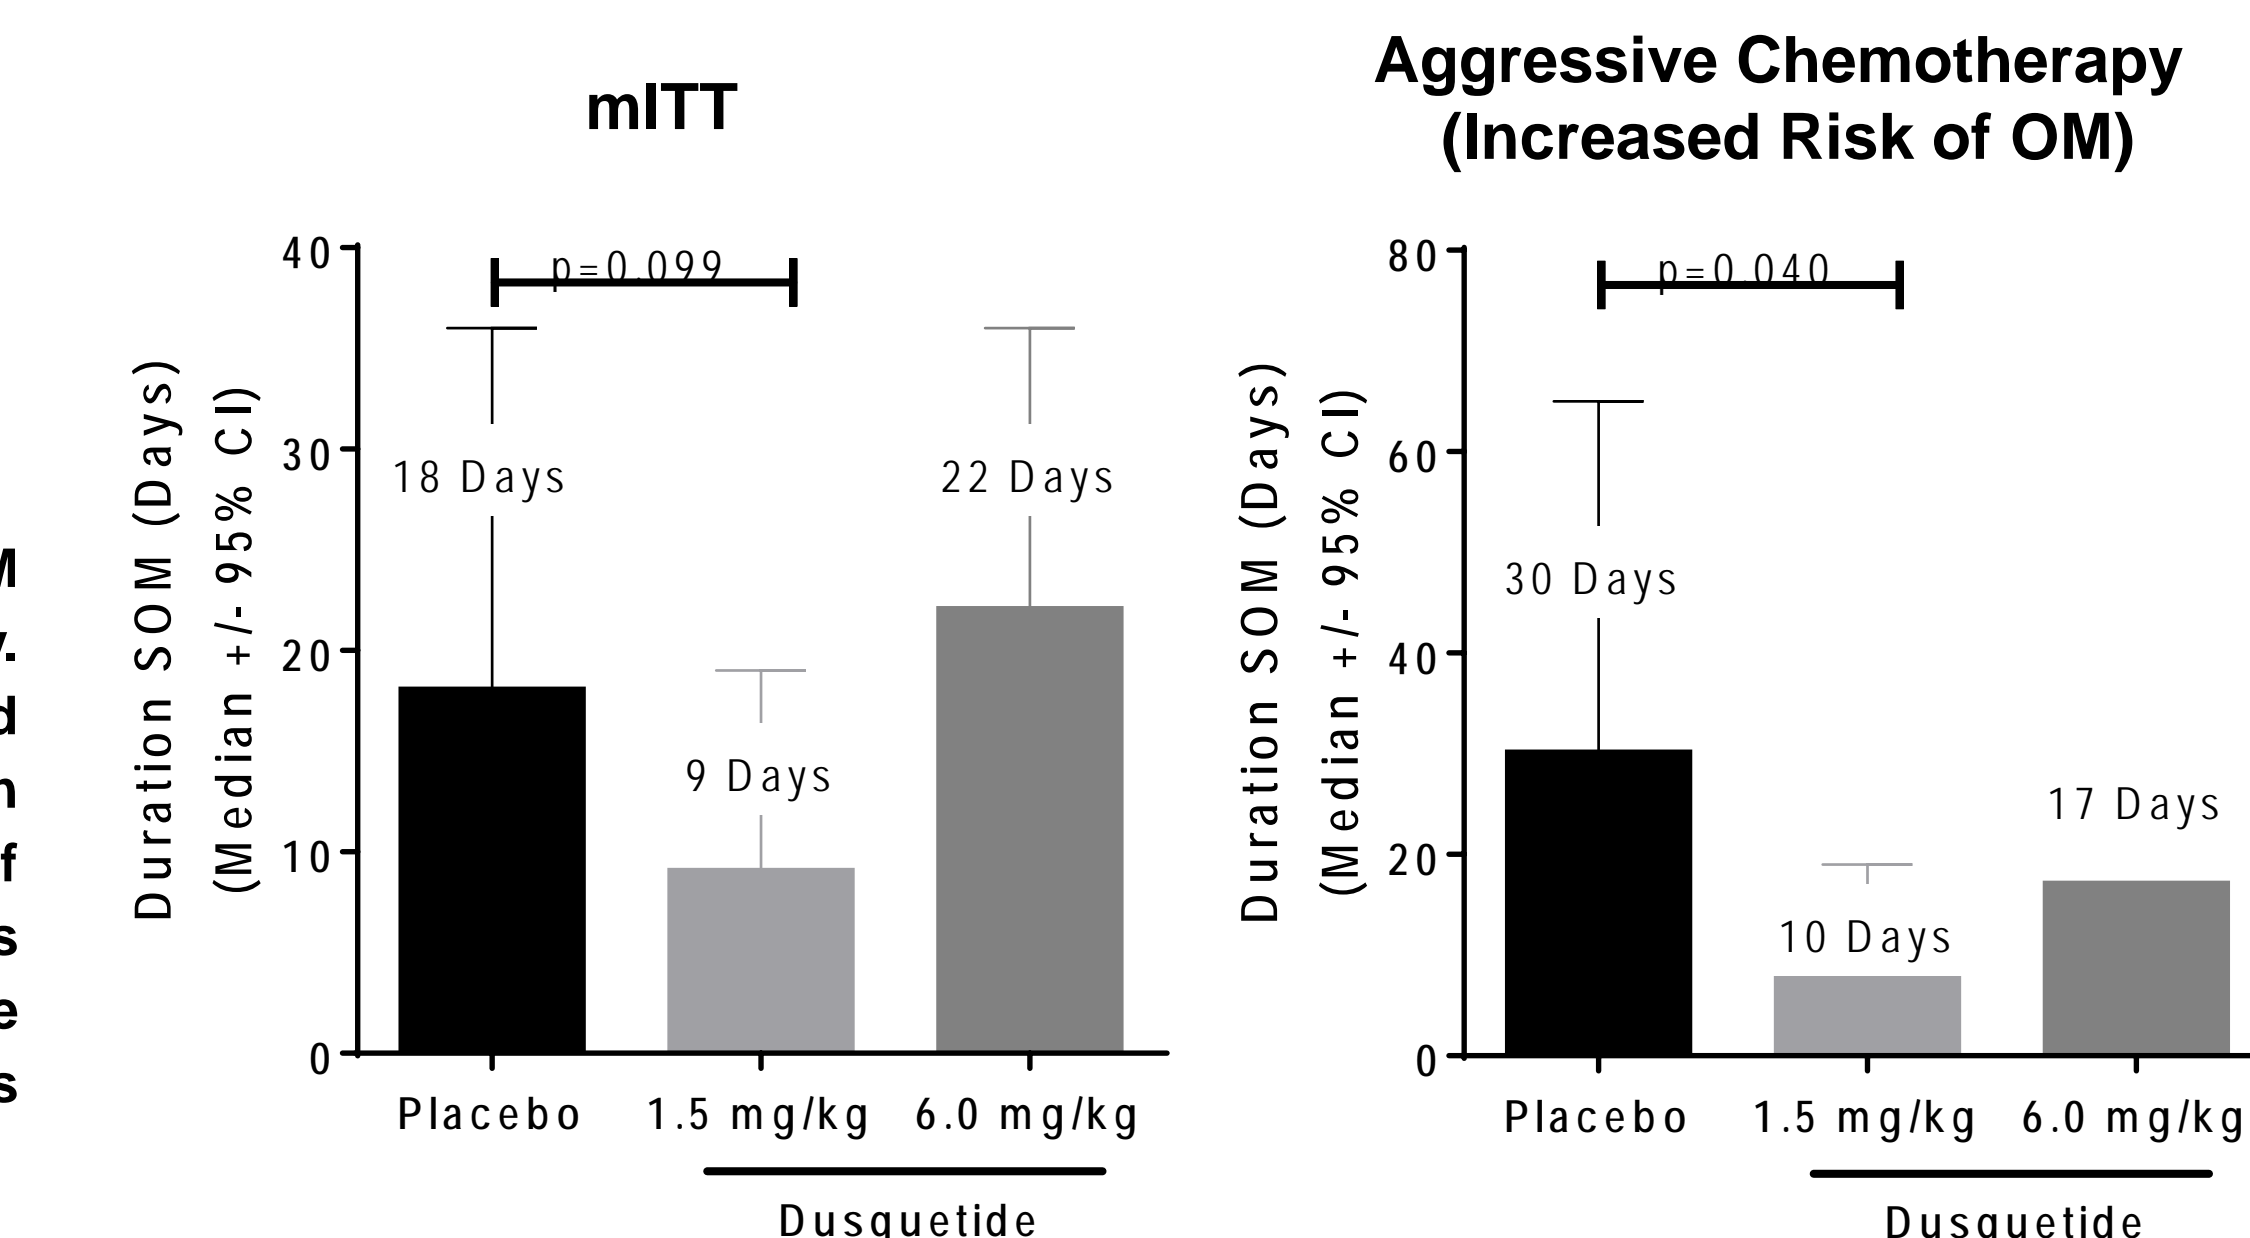 mITT
40
p=0.099
30
20
10
0
Duration SOM (Days)
(Median +/- 95% CI)
18 Days
9 Days
22 Days
Placebo
1.5 mg/kg
6.0 mg/kg
Dusquetide
Aggressive Chemotherapy
(Increased Risk of OM)
80
p=0.040
60
40
20
0
Duration SOM (Days)
(Median +/- 95% CI)
30 Days
10 Days
17 Days
Placebo
1.5 mg/kg
6.0 mg/kg
Dusquetide